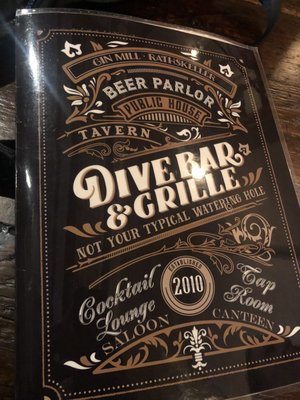 GIN MILL · RATHSKELLER
BEER PARLOR
PUBLIC HOUSE
TAVERN
DIVE BAR
& GRILLE
NOT YOUR TYPICAL WATERING HOLE
ESTABLISHED
2010
Cocktail
Lounge
Tap
Room
SALOON
CANTEEN